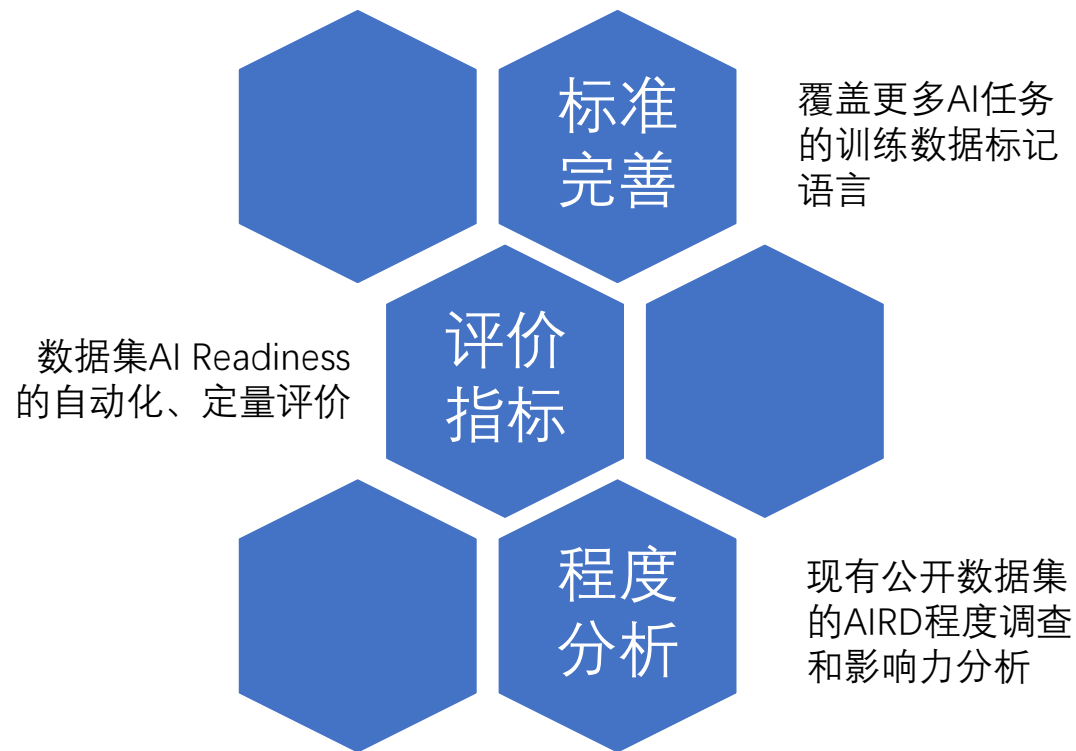 标准
完善
覆盖更多AI任务
的训练数据标记
语言
数据集AI Readiness
的自动化、定量评价
评价
指标
程度
分析
现有公开数据集
的AIRD程度调查
和影响力分析